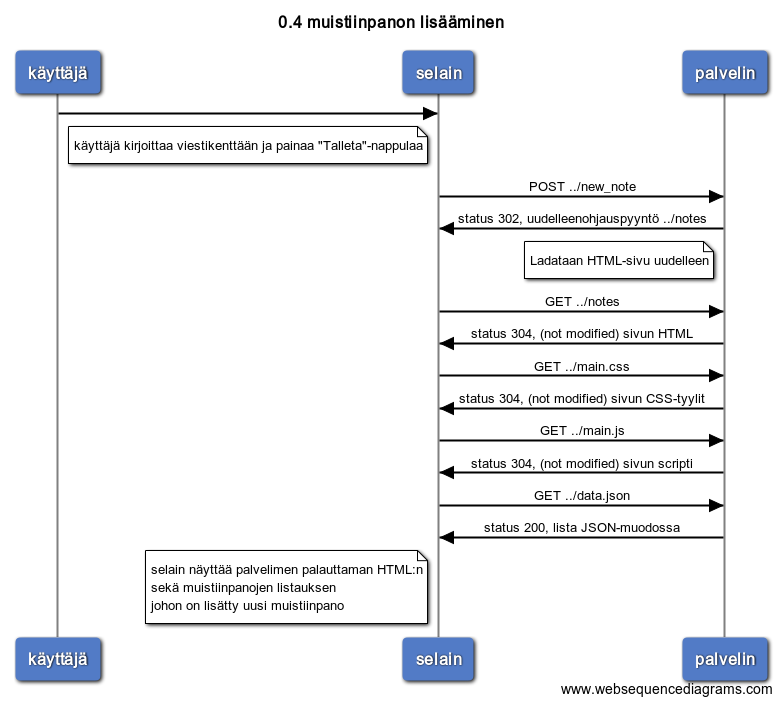 0.4 muistiinpanon lisääminen
käyttäjä
selain
palvelin
käyttäjä kirjoittaa viestikenttään ja painaa "Talleta"-nappulaa
POST ../new_note
status 302, uudelleenohjauspyyntö ../notes
Ladataan HTML-sivu uudelleen
GET ../notes
status 304, (not modified) sivun HTML
GET ../main.css
status 304, (not modified) sivun CSS-tyylit
GET ../main.js
status 304, (not modified) sivun scripti
GET ../data.json
status 200, lista JSON-muodossa
selain näyttää palvelimen palauttaman HTML:n
sekä muistiinpanojen listauksen
johon on lisätty uusi muistiinpano
käyttäjä
selain
palvelin
www.websequencediagrams.com